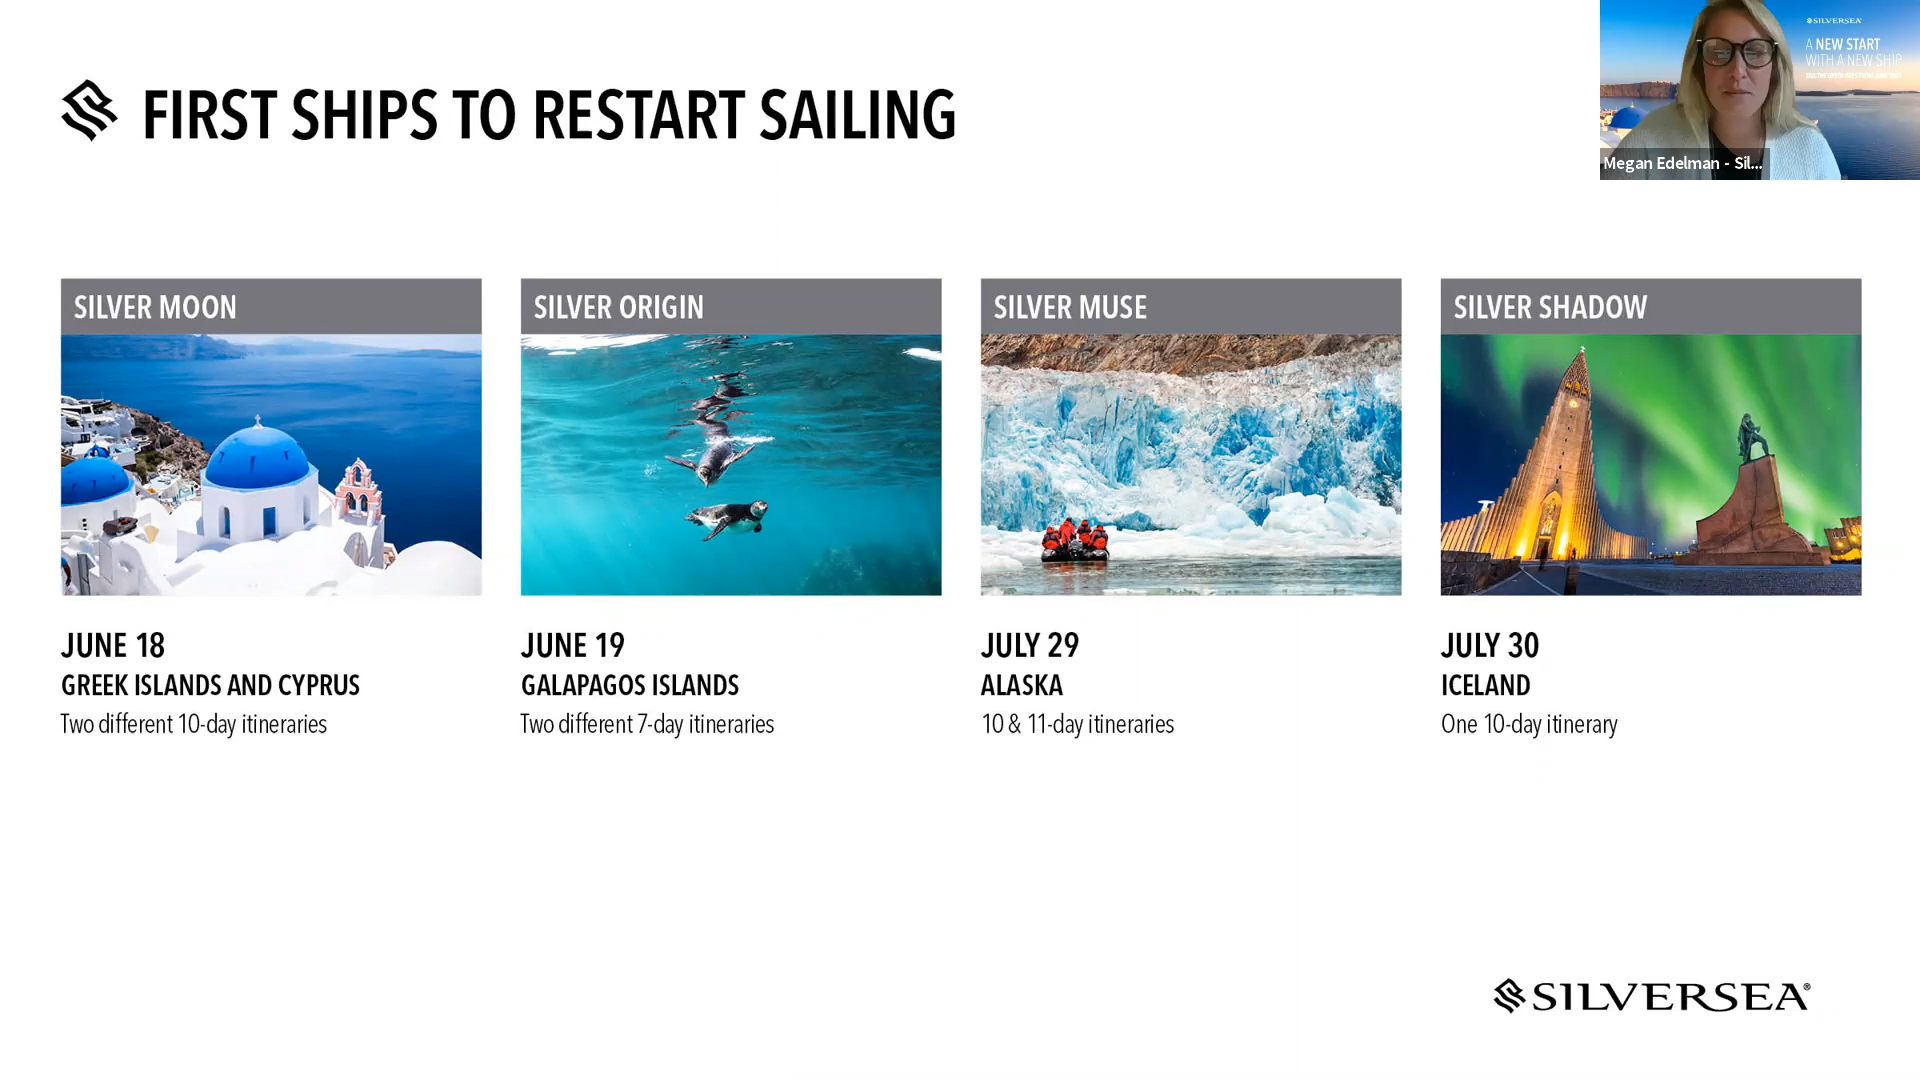 FIRST SHIPS TO RESTART SAILING
SILVERSEA
A NEW START
WITH A NEW SHIP
Megan Edelman - Sil...
SILVER MOON
JUNE 18
GREEK ISLANDS AND CYPRUS
Two different 10-day itineraries
SILVER ORIGIN
JUNE 19
GALAPAGOS ISLANDS
Two different 7-day itineraries
SILVER MUSE
JULY 29
ALASKA
10 & 11-day itineraries
SILVER SHADOW
JULY 30
ICELAND
One 10-day itinerary
SILVERSEA®